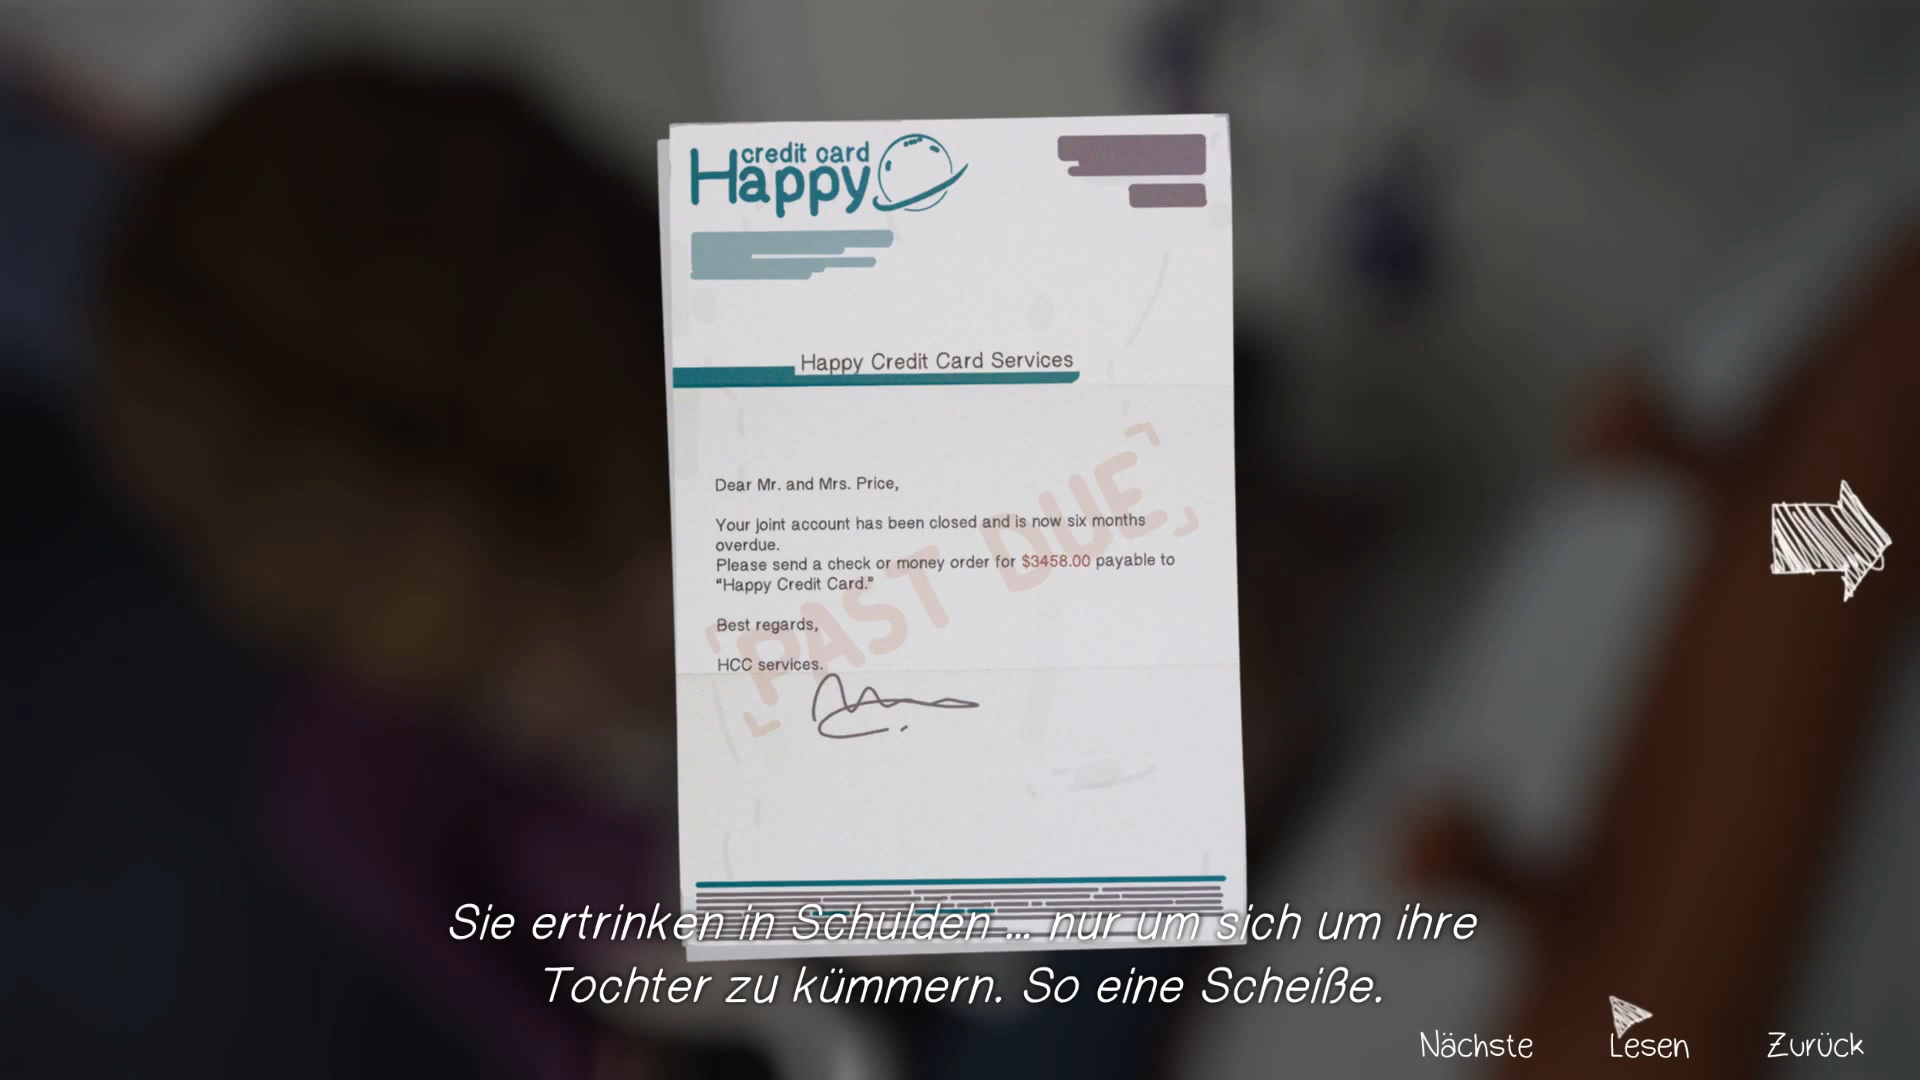 credit card
Happy
Happy Credit Card Services
Dear Mr. and Mrs. Price,
Your joint account has been closed and is now six months
overdue.
Please send a check or money order for $3458.00 payable to
“Happy Credit Card.”
PAST DUE
Best regards,
HCC services.
Sie ertrinken in Schulden ... nur um sich um ihre
Tochter zu kümmern. So eine Scheiße.
Nächste
Lesen
Zurück